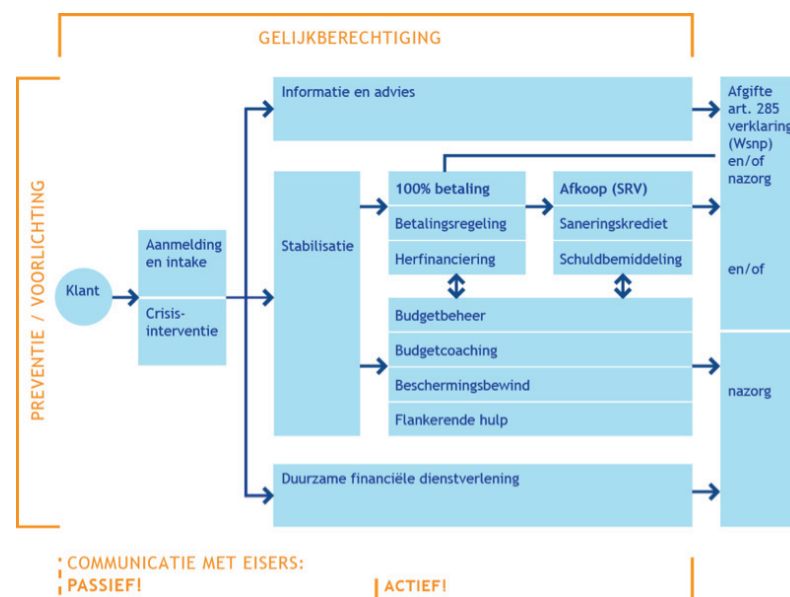 GELIJKBERECHTIGING
PREVENTIE / VOORLICHTING
Klant
Aanmelding
en intake
Crisis-
interventie
Informatie en advies
Stabilisatie
100% betaling
Betalingsregeling
Herfinanciering
Afkoop (SRV)
Saneringskrediet
Schuldbemiddeling
Budgetbeheer
Budgetcoaching
Beschermingsbewind
Flankerende hulp
Duurzame financiële dienstverlening
Afgifte
art. 285
verklaring
(Wsnp)
en/of
nazorg
en/of
nazorg
COMMUNICATIE MET EISERS:
PASSIEF!
ACTIEF!